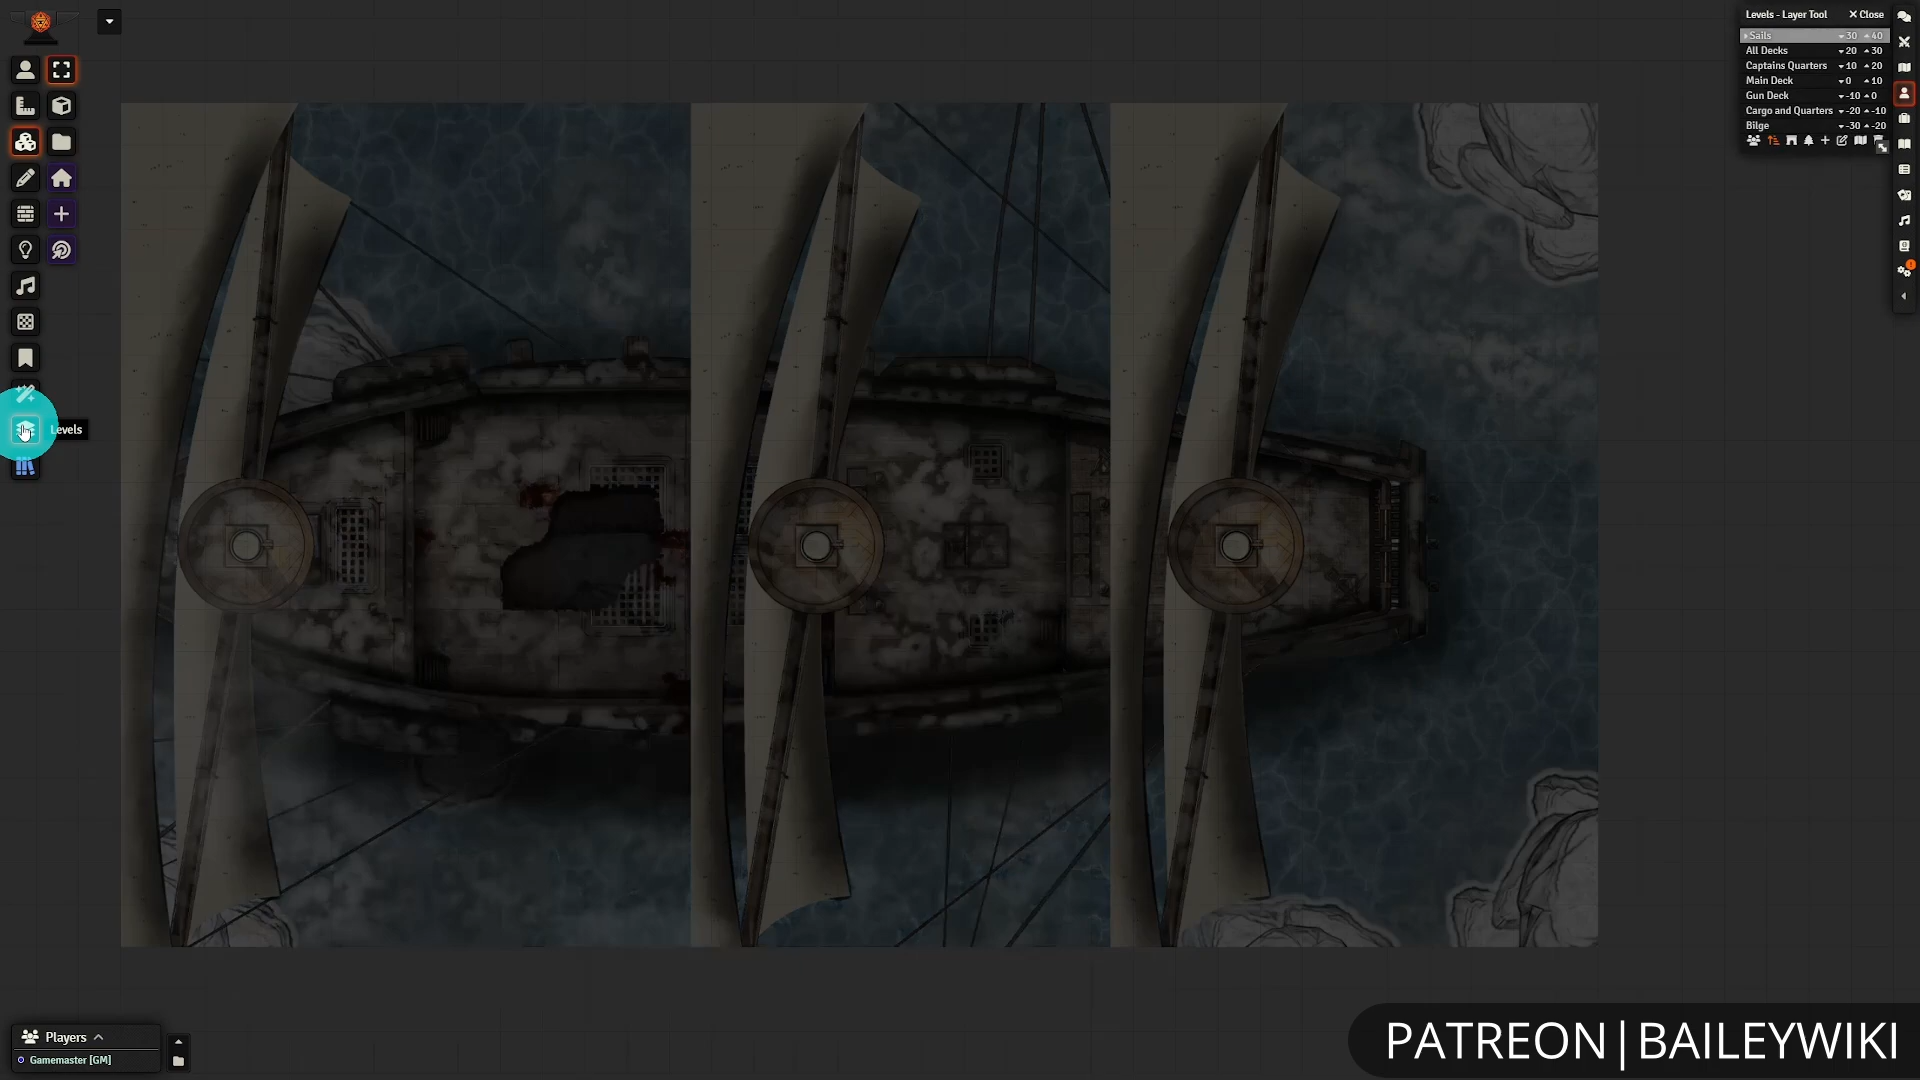 Levels - Layer Tool Close
Sails 30 40
All Decks 20 30
Captains Quarters 10 20
Main Deck 0 10
Gun Deck -10 0
Cargo and Quarters -20 -10
Bilge -30 -20
Levels
Players
Gamemaster [GM]
PATREON|BAILEYWIKI